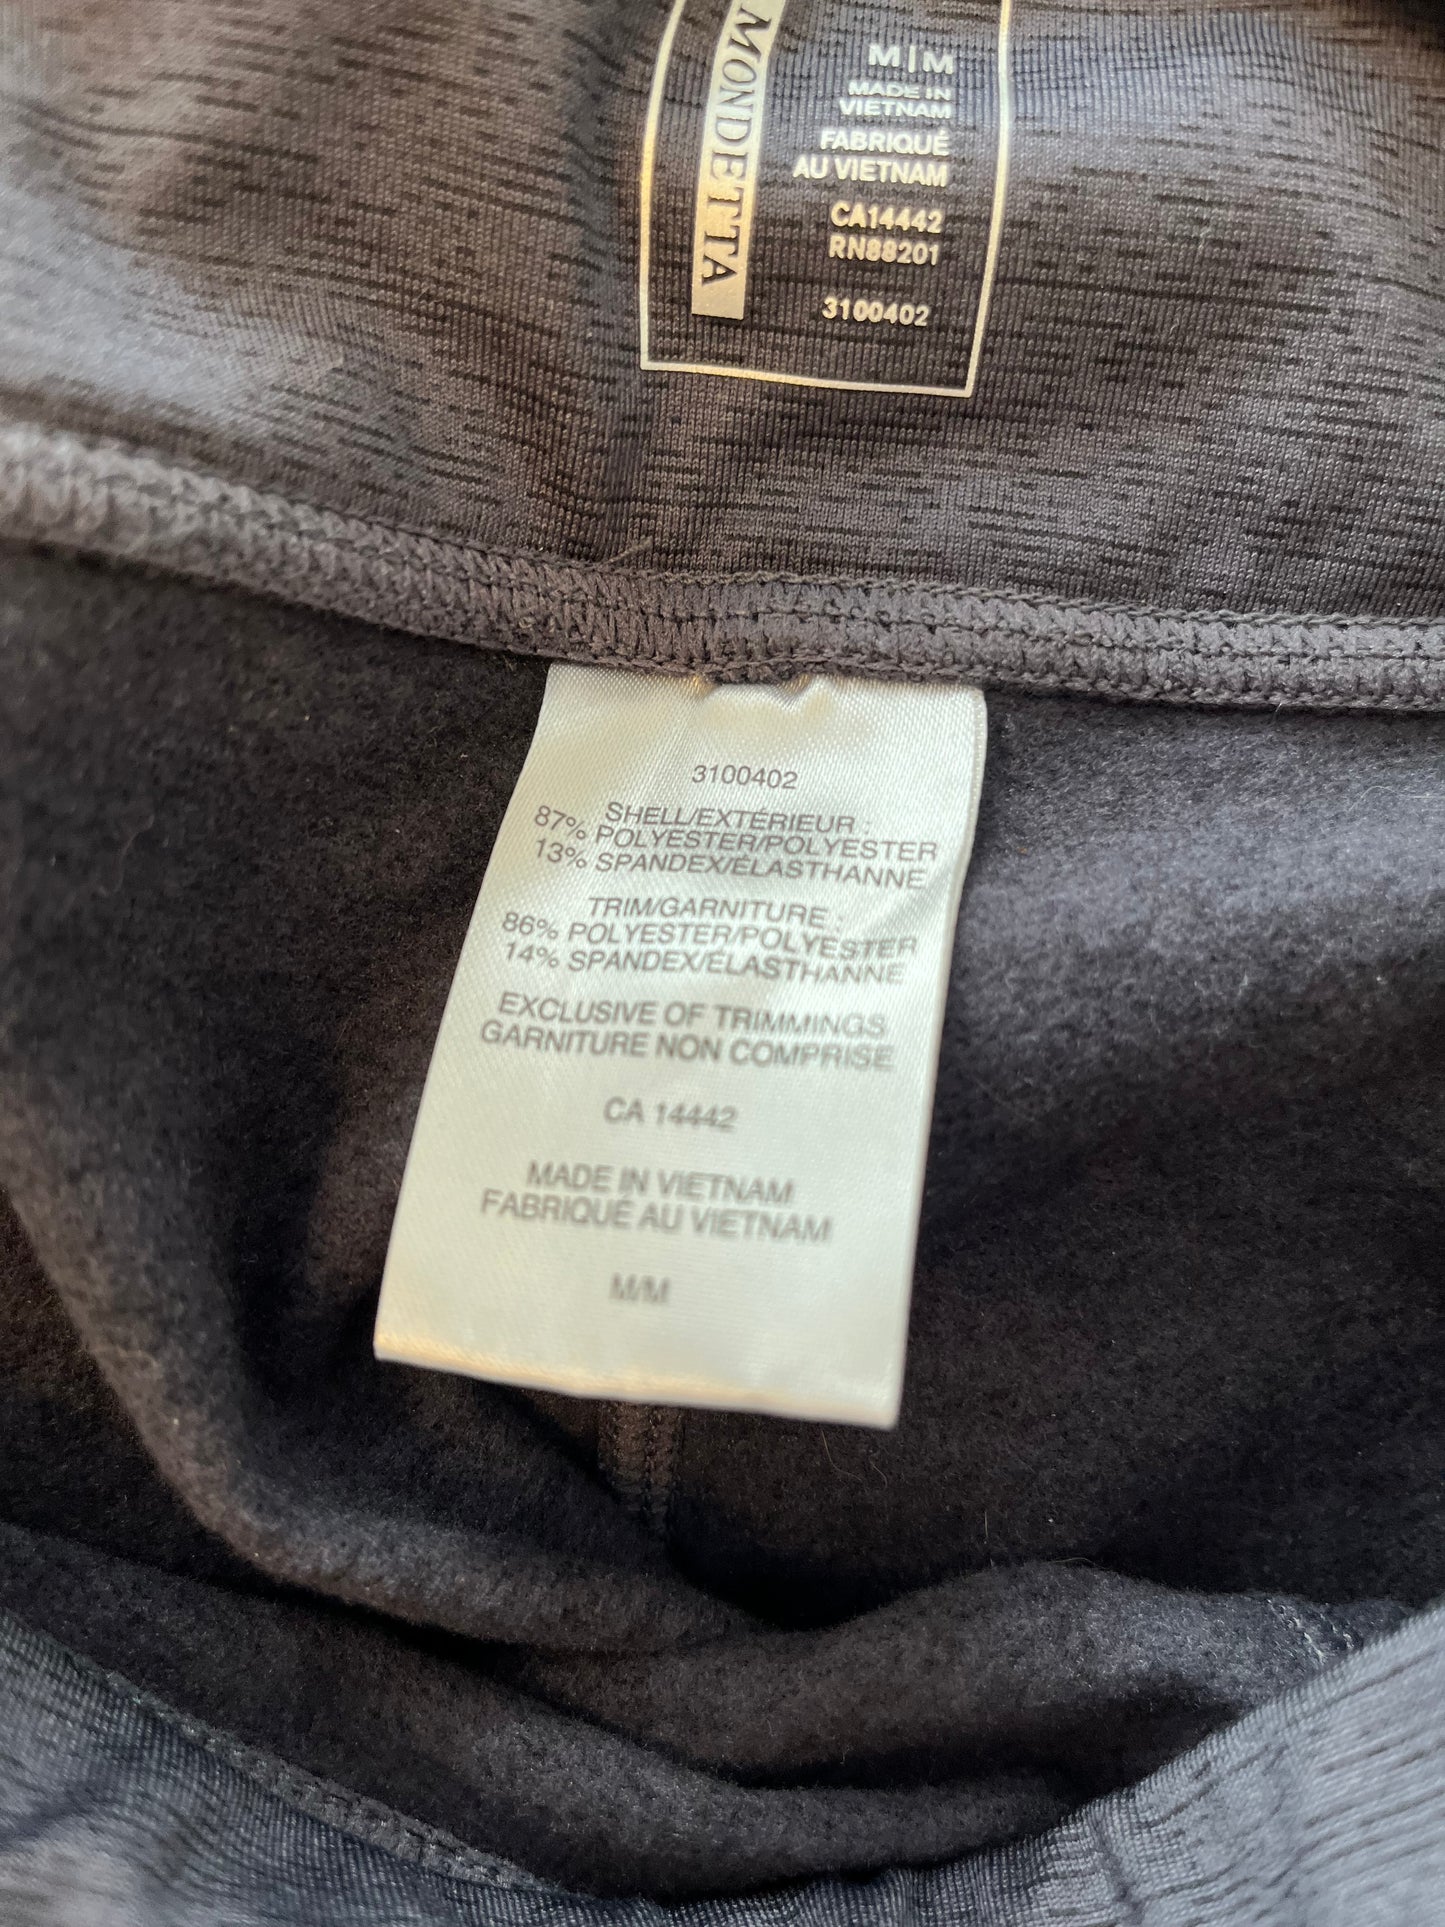 MONDETTA
M|M
MADE IN
VIETNAM
FABRIQUÉ
AU VIETNAM
CA14442
RN88201
3100402
3100402
SHELL/EXTÉRIEUR :
87% POLYESTER/POLYESTER
13% SPANDEX/ÉLASTHANNE
TRIM/GARNITURE :
86% POLYESTER/POLYESTER
14% SPANDEX/ÉLASTHANNE
EXCLUSIVE OF TRIMMINGS
GARNITURE NON COMPRISE
CA 14442
MADE IN VIETNAM
FABRIQUÉ AU VIETNAM
M/M